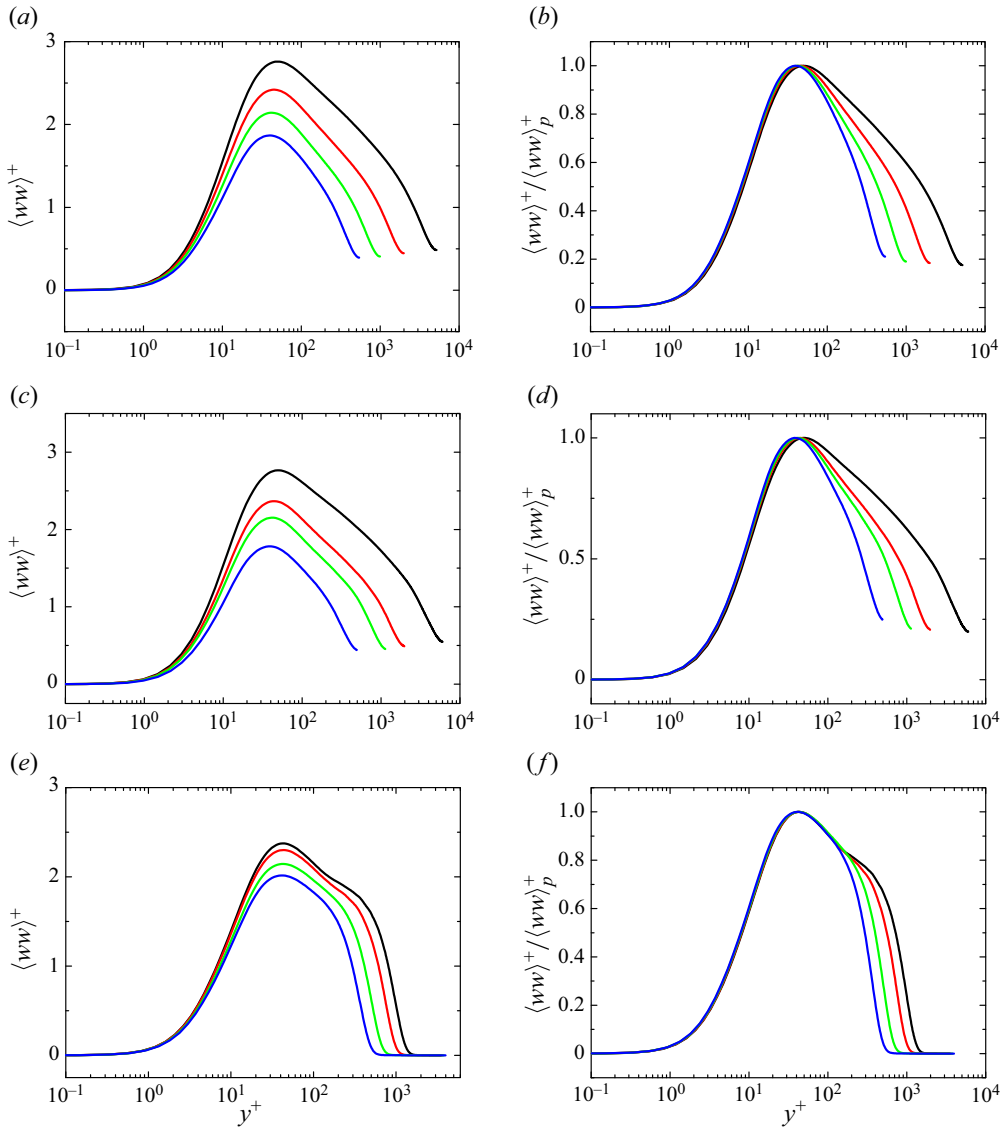 (a)
(b)
3
2
1
0
⟨ww⟩⁺
10⁻¹ 10⁰ 10¹ 10² 10³ 10⁴
1.0
0.8
0.6
0.4
0.2
0
⟨ww⟩⁺/⟨ww⟩ₚ⁺
10⁻¹ 10⁰ 10¹ 10² 10³ 10⁴
(c)
(d)
3
2
1
0
⟨ww⟩⁺
10⁻¹ 10⁰ 10¹ 10² 10³ 10⁴
1.0
0.5
0
⟨ww⟩⁺/⟨ww⟩ₚ⁺
10⁻¹ 10⁰ 10¹ 10² 10³ 10⁴
(e)
(f)
3
2
1
0
⟨ww⟩⁺
10⁻¹ 10⁰ 10¹ 10² 10³
y⁺
1.0
0.8
0.6
0.4
0.2
0
⟨ww⟩⁺/⟨ww⟩ₚ⁺
10⁻¹ 10⁰ 10¹ 10² 10³ 10⁴
y⁺